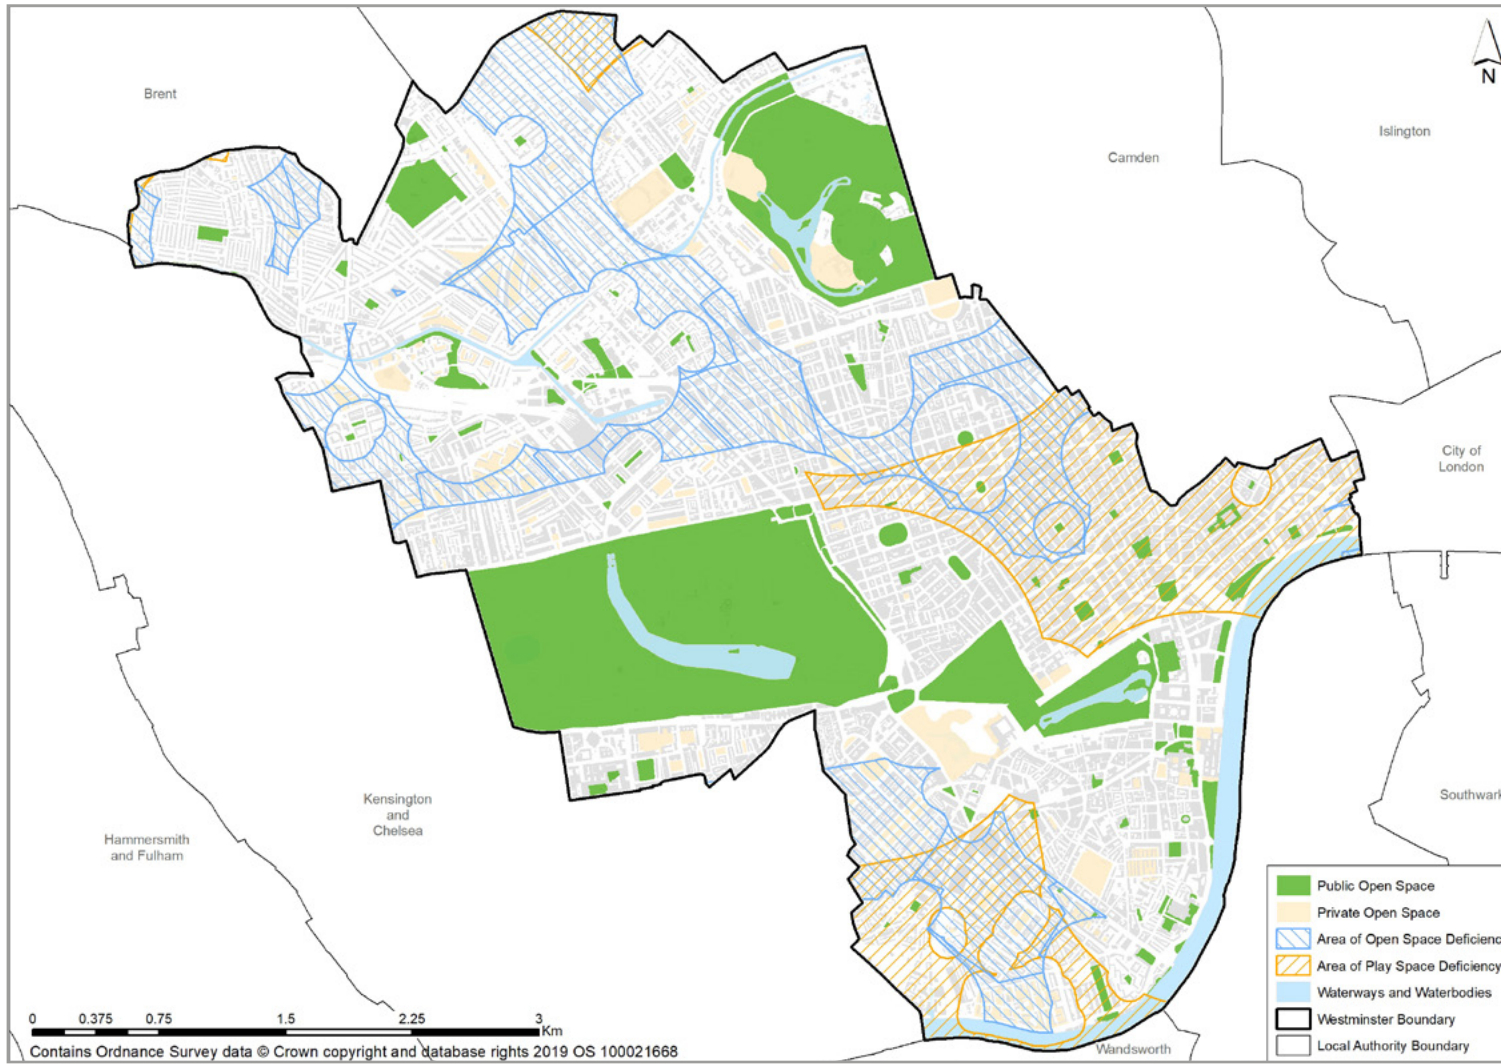 N
Brent
Islington
Camden
City of
London
Kensington
and
Chelsea
Hammersmith
and Fulham
Southwark
Public Open Space
Private Open Space
Area of Open Space Deficienc
Area of Play Space Deficiency
Waterways and Waterbodies
Westminster Boundary
Local Authority Boundary
0 0.375 0.75 1.5 2.25 3
Km
Contains Ordnance Survey data © Crown copyright and database rights 2019 OS 100021668
Wandsworth